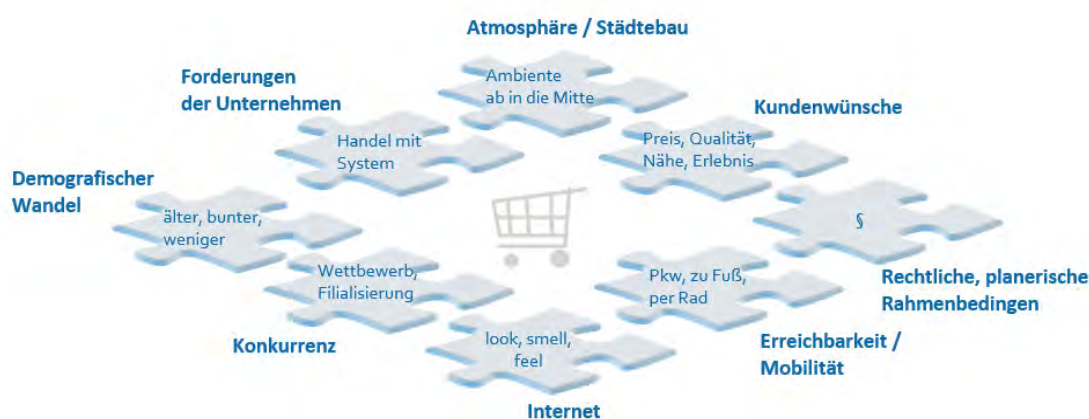 Atmosphäre / Städtebau
Ambiente
ab in die Mitte
Forderungen
der Unternehmen
Handel mit
System
Kundenwünsche
Preis, Qualität,
Nähe, Erlebnis
Demografischer
Wandel
älter, bunter,
weniger
§
Rechtliche, planerische
Rahmenbedingen
Wettbewerb,
Filialisierung
Konkurrenz
Pkw, zu Fuß,
per Rad
Erreichbarkeit /
Mobilität
look, smell,
feel
Internet